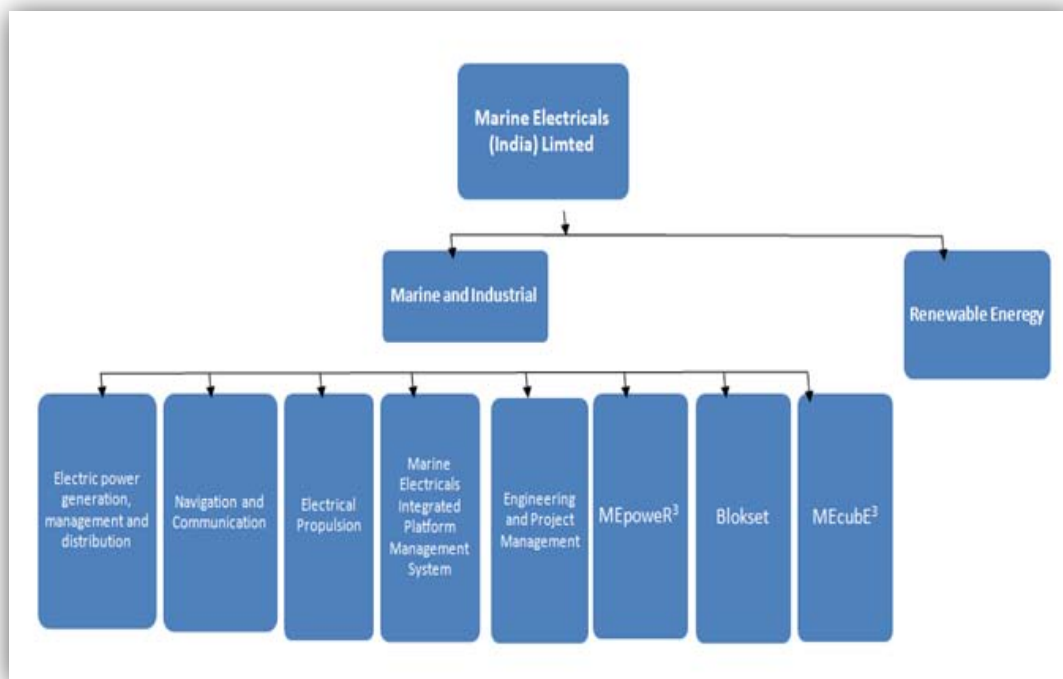 Marine Electricals
(India) Limted
Marine and Industrial
Renewable Eneregy
Electric power
generation,
management and
distribution
Navigation and
Communication
Electrical
Propulsion
Marine
Electricals
Integrated
Platform
Management
System
Engineering
and Project
Management
MEpoweR³
Blokset
MEcubE³